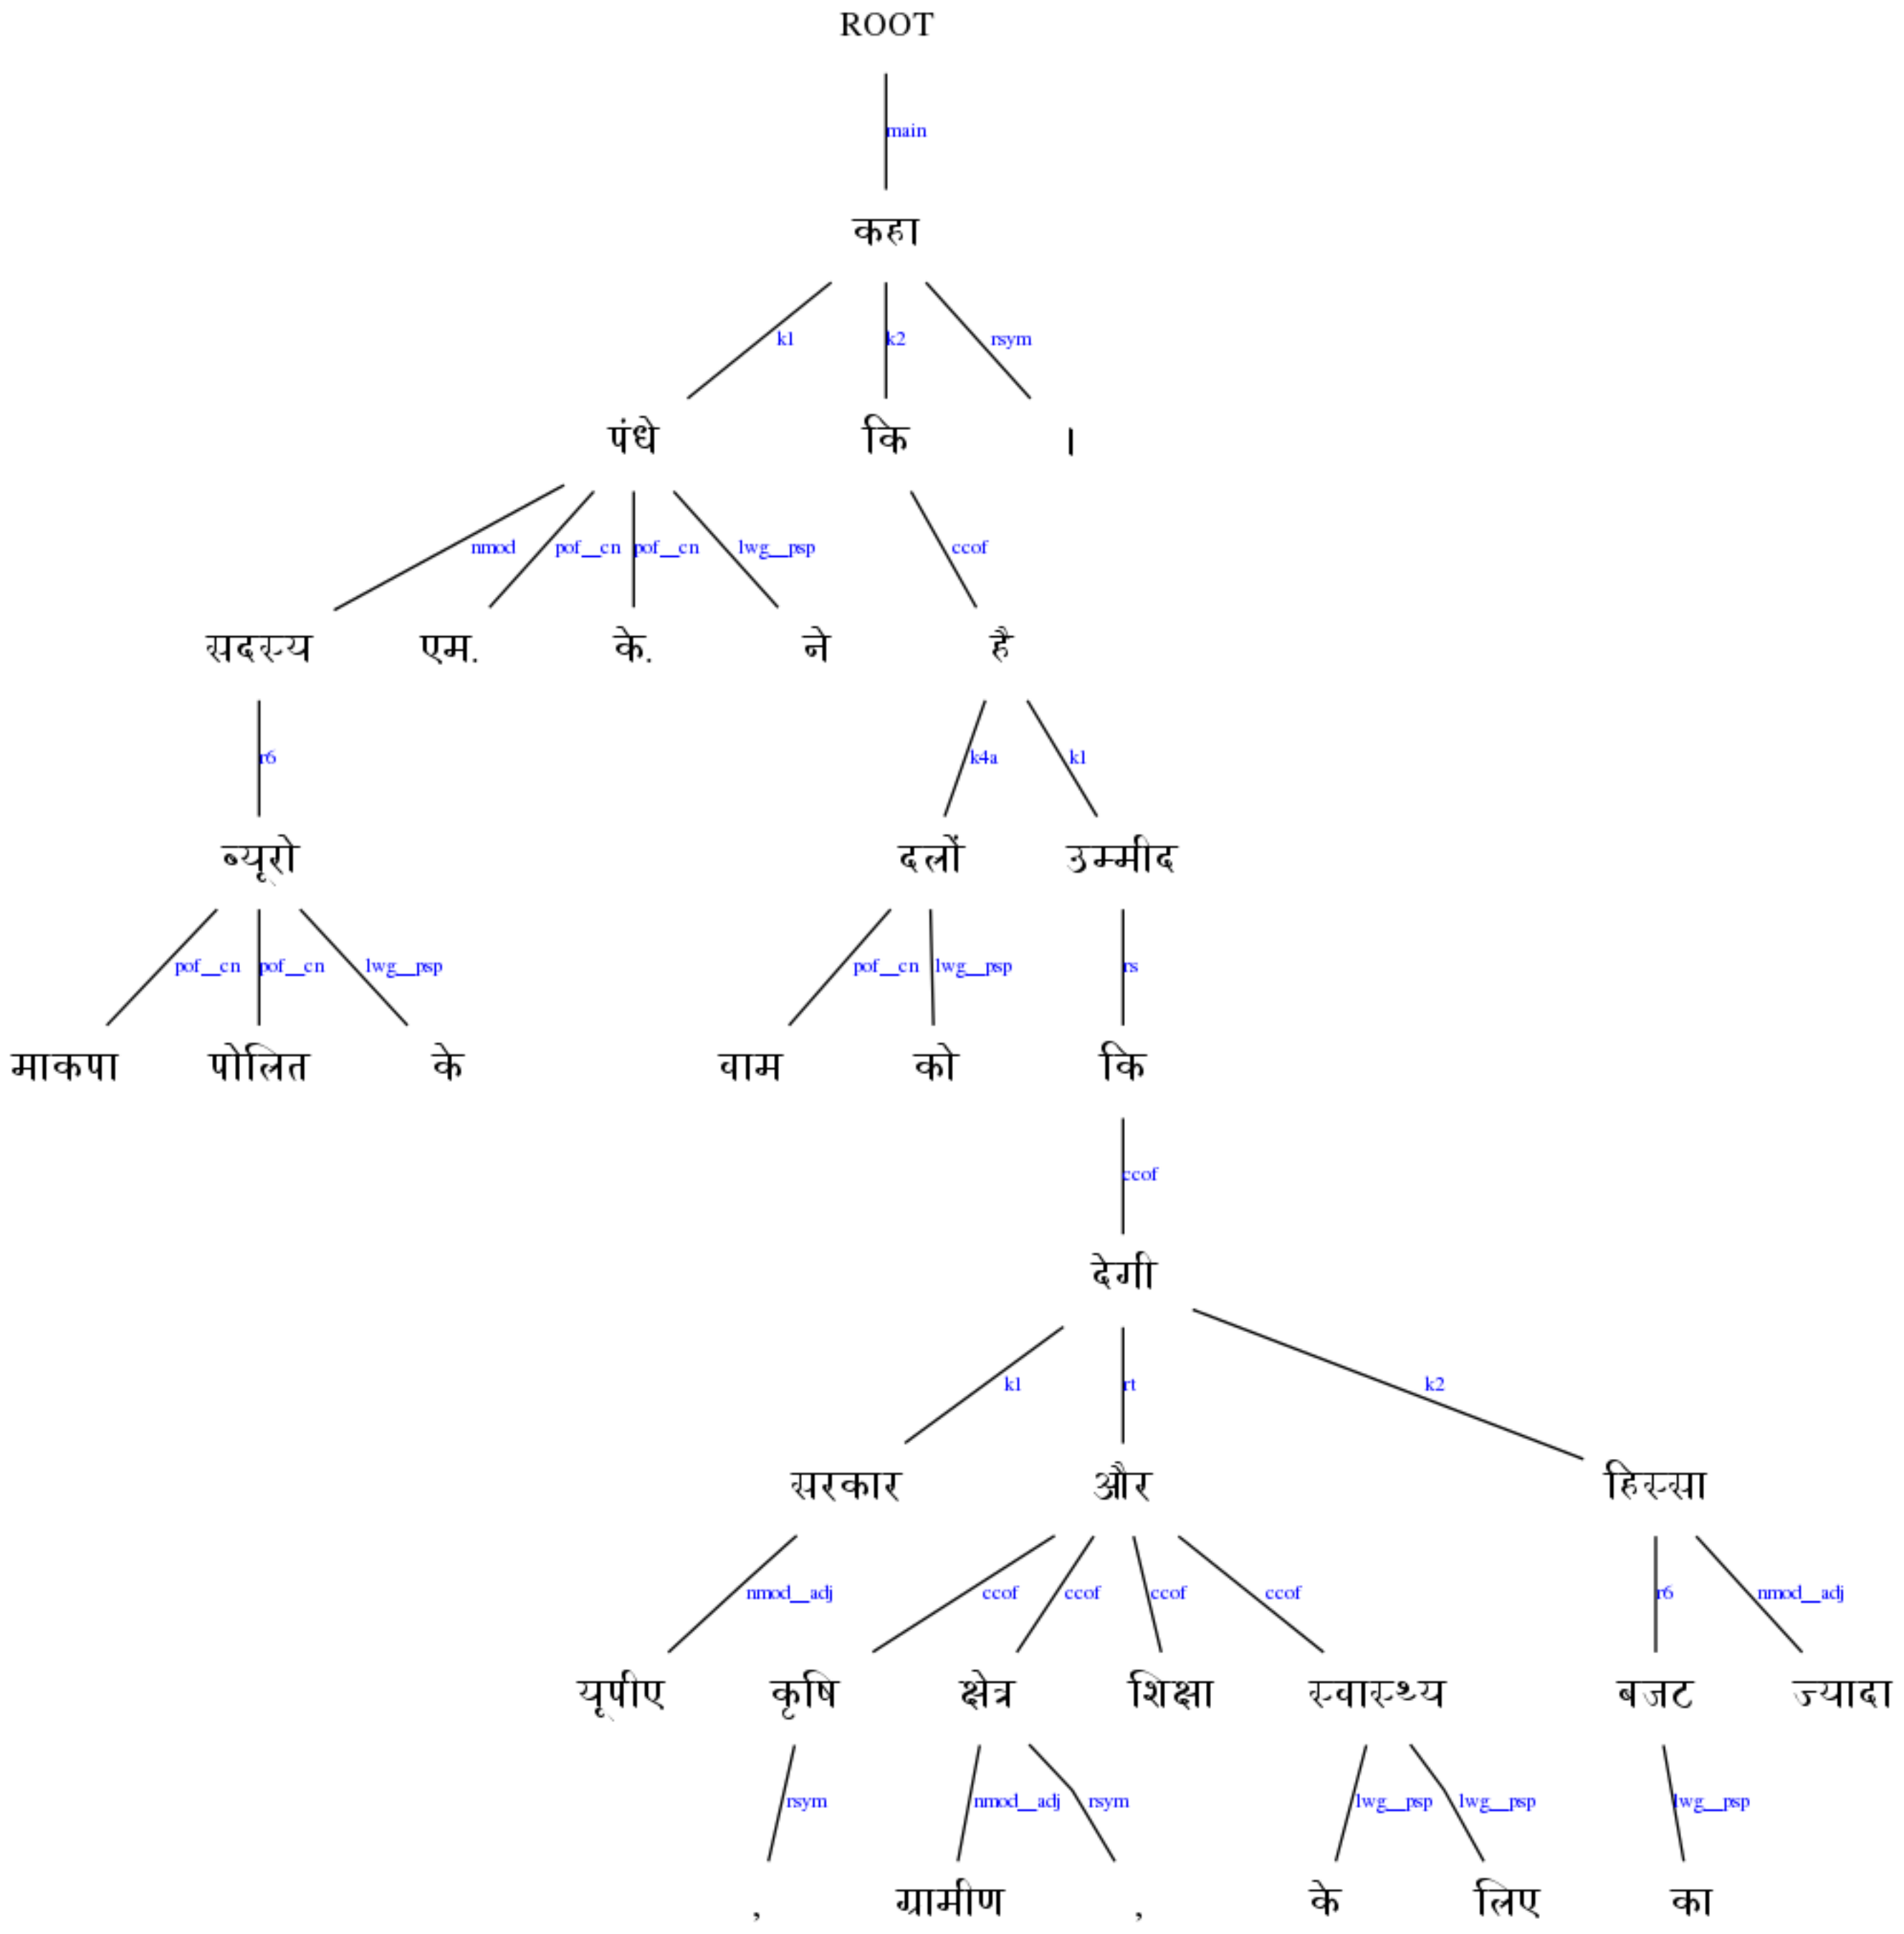 ROOT
main
कहा
k1 k2 rsym
पंधे कि ।
nmod pof__cn pof__cn lwg__psp ccof
सदस्य एम. के. ने है
r6 k4a k1
ब्यूरो दलों उम्मीद
pof__cn pof__cn lwg__psp pof__cn lwg__psp rs
माकपा पोलित के वाम को कि
ccof
देगी
k1 rt k2
सरकार और हिस्सा
nmod__adj ccof ccof ccof ccof r6 nmod__adj
यूपीए कृषि क्षेत्र शिक्षा स्वास्थ्य बजट ज्यादा
rsym nmod__adj rsym lwg__psp lwg__psp lwg__psp
, ग्रामीण , के लिए का